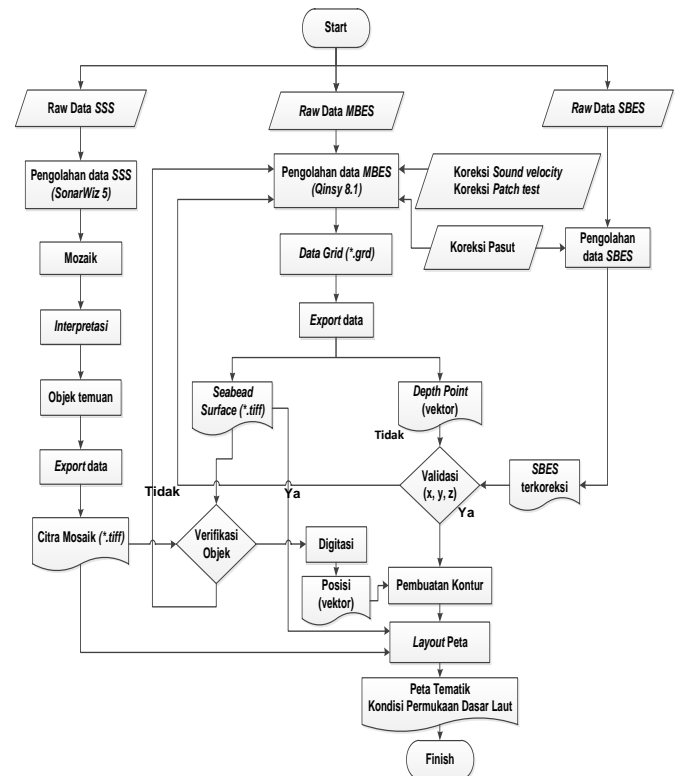 Start
Raw Data SSS
Raw Data MBES
Raw Data SBES
Pengolahan data SSS
(SonarWiz 5)
Pengolahan data MBES
(Qinsy 8.1)
Koreksi Sound velocity
Koreksi Patch test
Koreksi Pasut
Pengolahan
data SBES
Mozaik
Data Grid (*.grd)
Interpretasi
Export data
Objek temuan
Seabead
Surface (*.tiff)
Depth Point
(vektor)
Tidak
Export data
Validasi
(x, y, z)
SBES
terkoreksi
Tidak
Ya
Ya
Citra Mosaik (*.tiff)
Verifikasi
Objek
Digitasi
Posisi
(vektor)
Pembuatan Kontur
Layout Peta
Peta Tematik
Kondisi Permukaan Dasar Laut
Finish